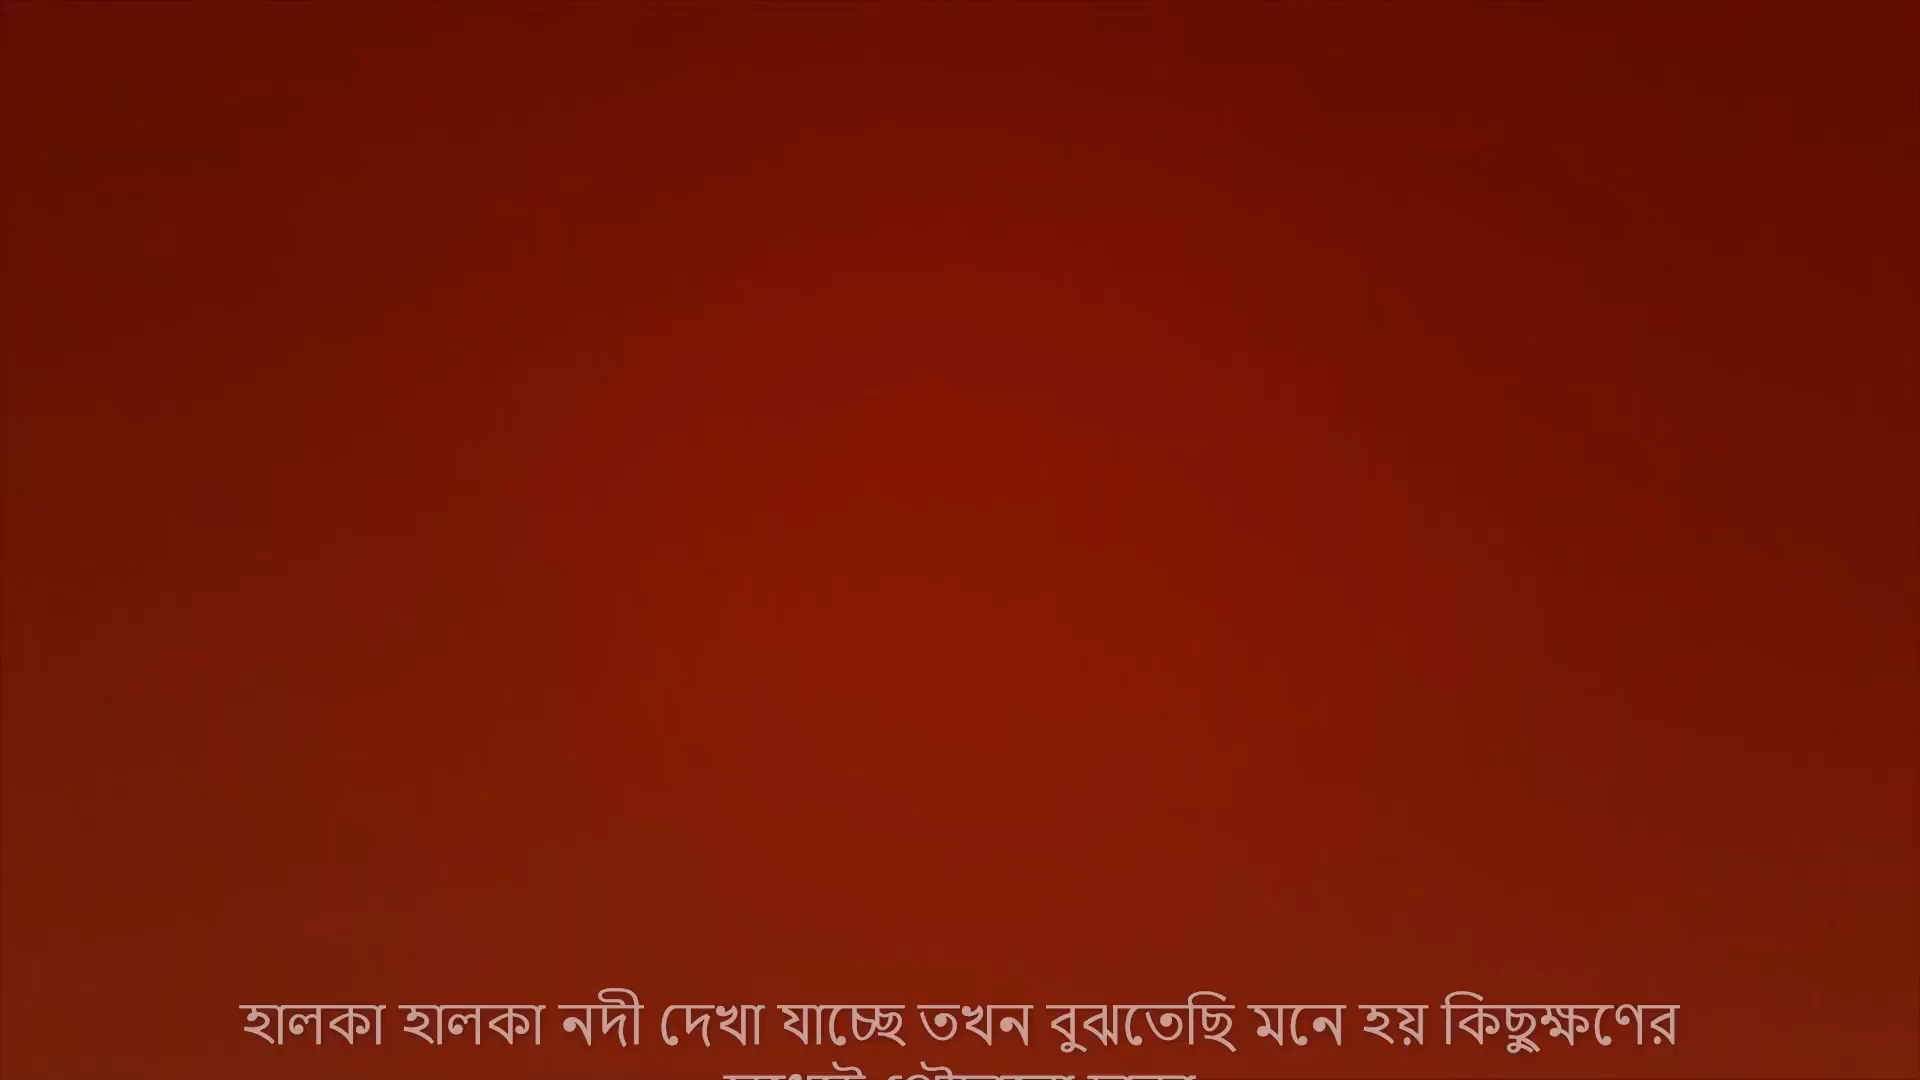 হালকা হালকা নদী দেখা যাচ্ছে তখন বুঝতেছি মনে হয় কিছুক্ষণের